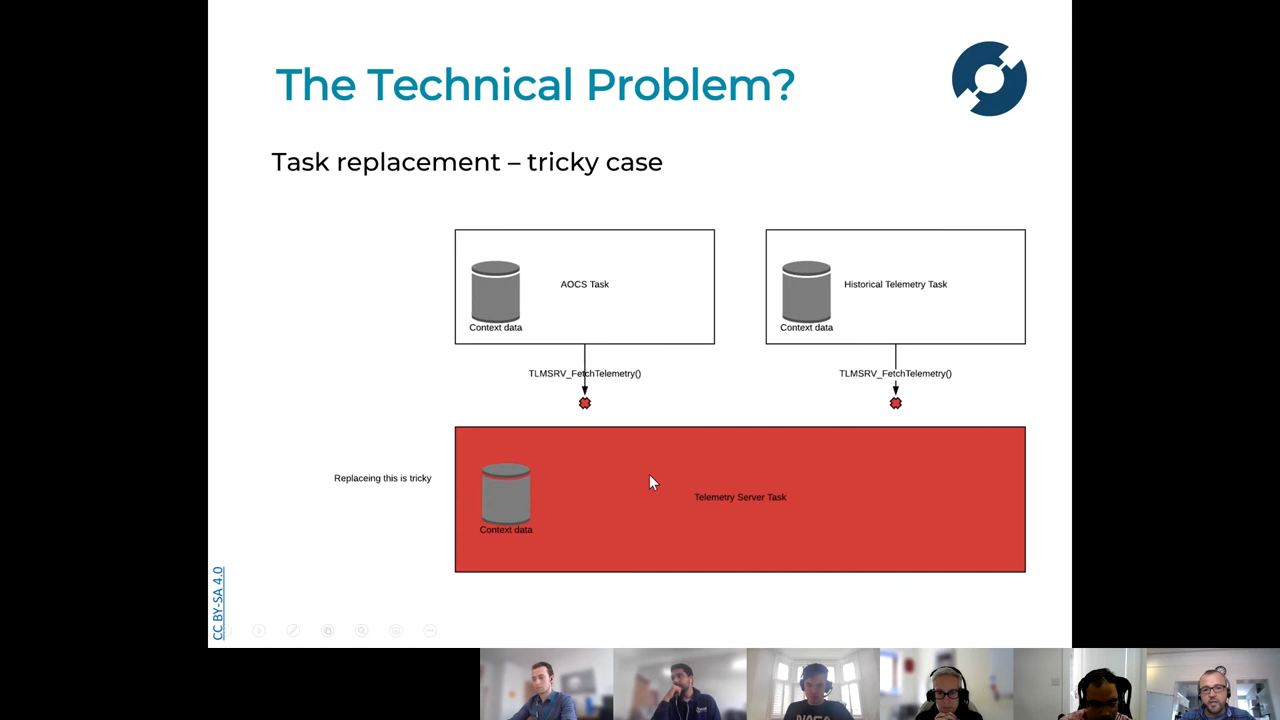 The Technical Problem?
Task replacement – tricky case
AOCS Task
Context data
Historical Telemetry Task
Context data
TLMSRV_FetchTelemetry()
TLMSRV_FetchTelemetry()
Replaceing this is tricky
Telemetry Server Task
Context data
CC BY-SA 4.0
NASA